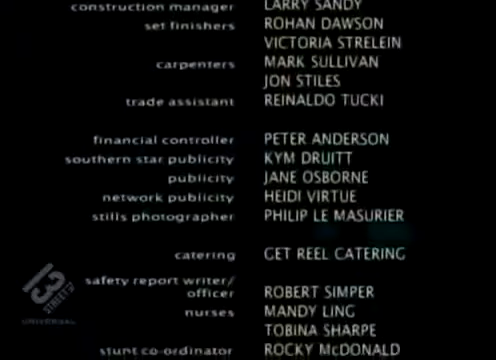 construction manager LARRY SANDY
set finishers ROHAN DAWSON
VICTORIA STRELEIN
carpenters MARK SULLIVAN
JON STILES
trade assistant REINALDO TUCKI
financial controller PETER ANDERSON
southern star publicity KYM DRUITT
publicity JANE OSBORNE
network publicity HEIDI VIRTUE
stills photographer PHILIP LE MASURIER
catering GET REEL CATERING
safety report writer/
officer ROBERT SIMPER
nurses MANDY LING
TOBINA SHARPE
stunt co-ordinator ROCKY McDONALD
13
STREET
UNIVERSAL